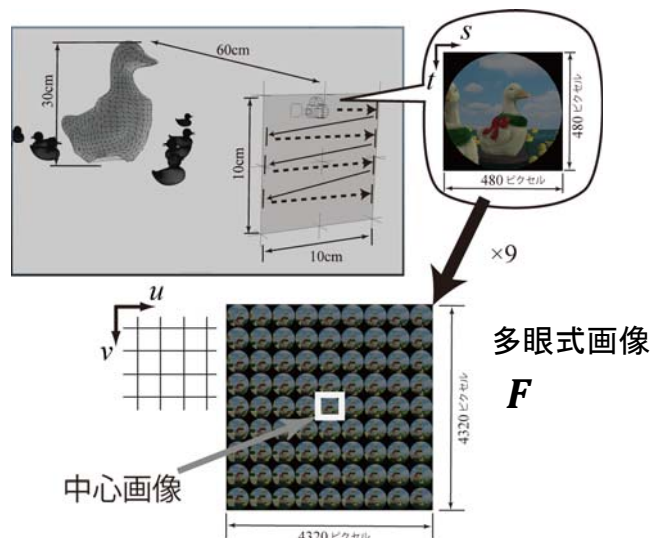 60cm
30cm
10cm
10cm
s
t
480 ピクセル
480 ピクセル
×9
u
v
多眼式画像
F
中心画像
4320 ピクセル
4320 ピクセル